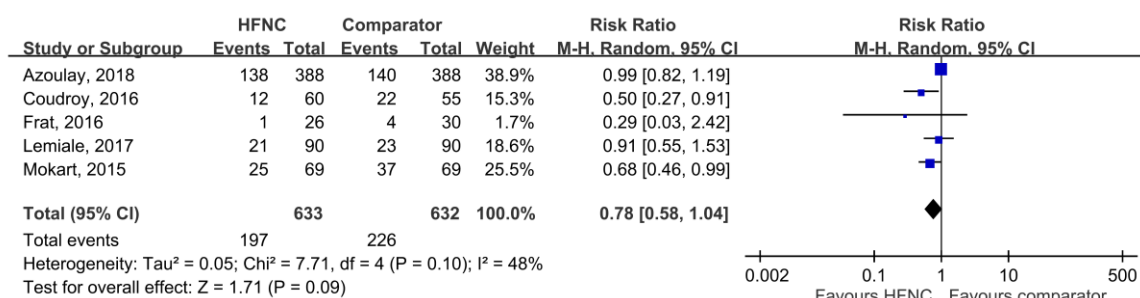 HFNC Comparator Risk Ratio Risk Ratio
Study or Subgroup Events Total Events Total Weight M-H, Random, 95% CI M-H, Random, 95% CI
Azoulay, 2018 138 388 140 388 38.9% 0.99 [0.82, 1.19]
Coudroy, 2016 12 60 22 55 15.3% 0.50 [0.27, 0.91]
Frat, 2016 1 26 4 30 1.7% 0.29 [0.03, 2.42]
Lemiale, 2017 21 90 23 90 18.6% 0.91 [0.55, 1.53]
Mokart, 2015 25 69 37 69 25.5% 0.68 [0.46, 0.99]
Total (95% CI) 633 632 100.0% 0.78 [0.58, 1.04]
Total events 197 226
Heterogeneity: Tau² = 0.05; Chi² = 7.71, df = 4 (P = 0.10); I² = 48%
Test for overall effect: Z = 1.71 (P = 0.09)
0.002 0.1 1 10 500
Favours HFNC Favours comparator